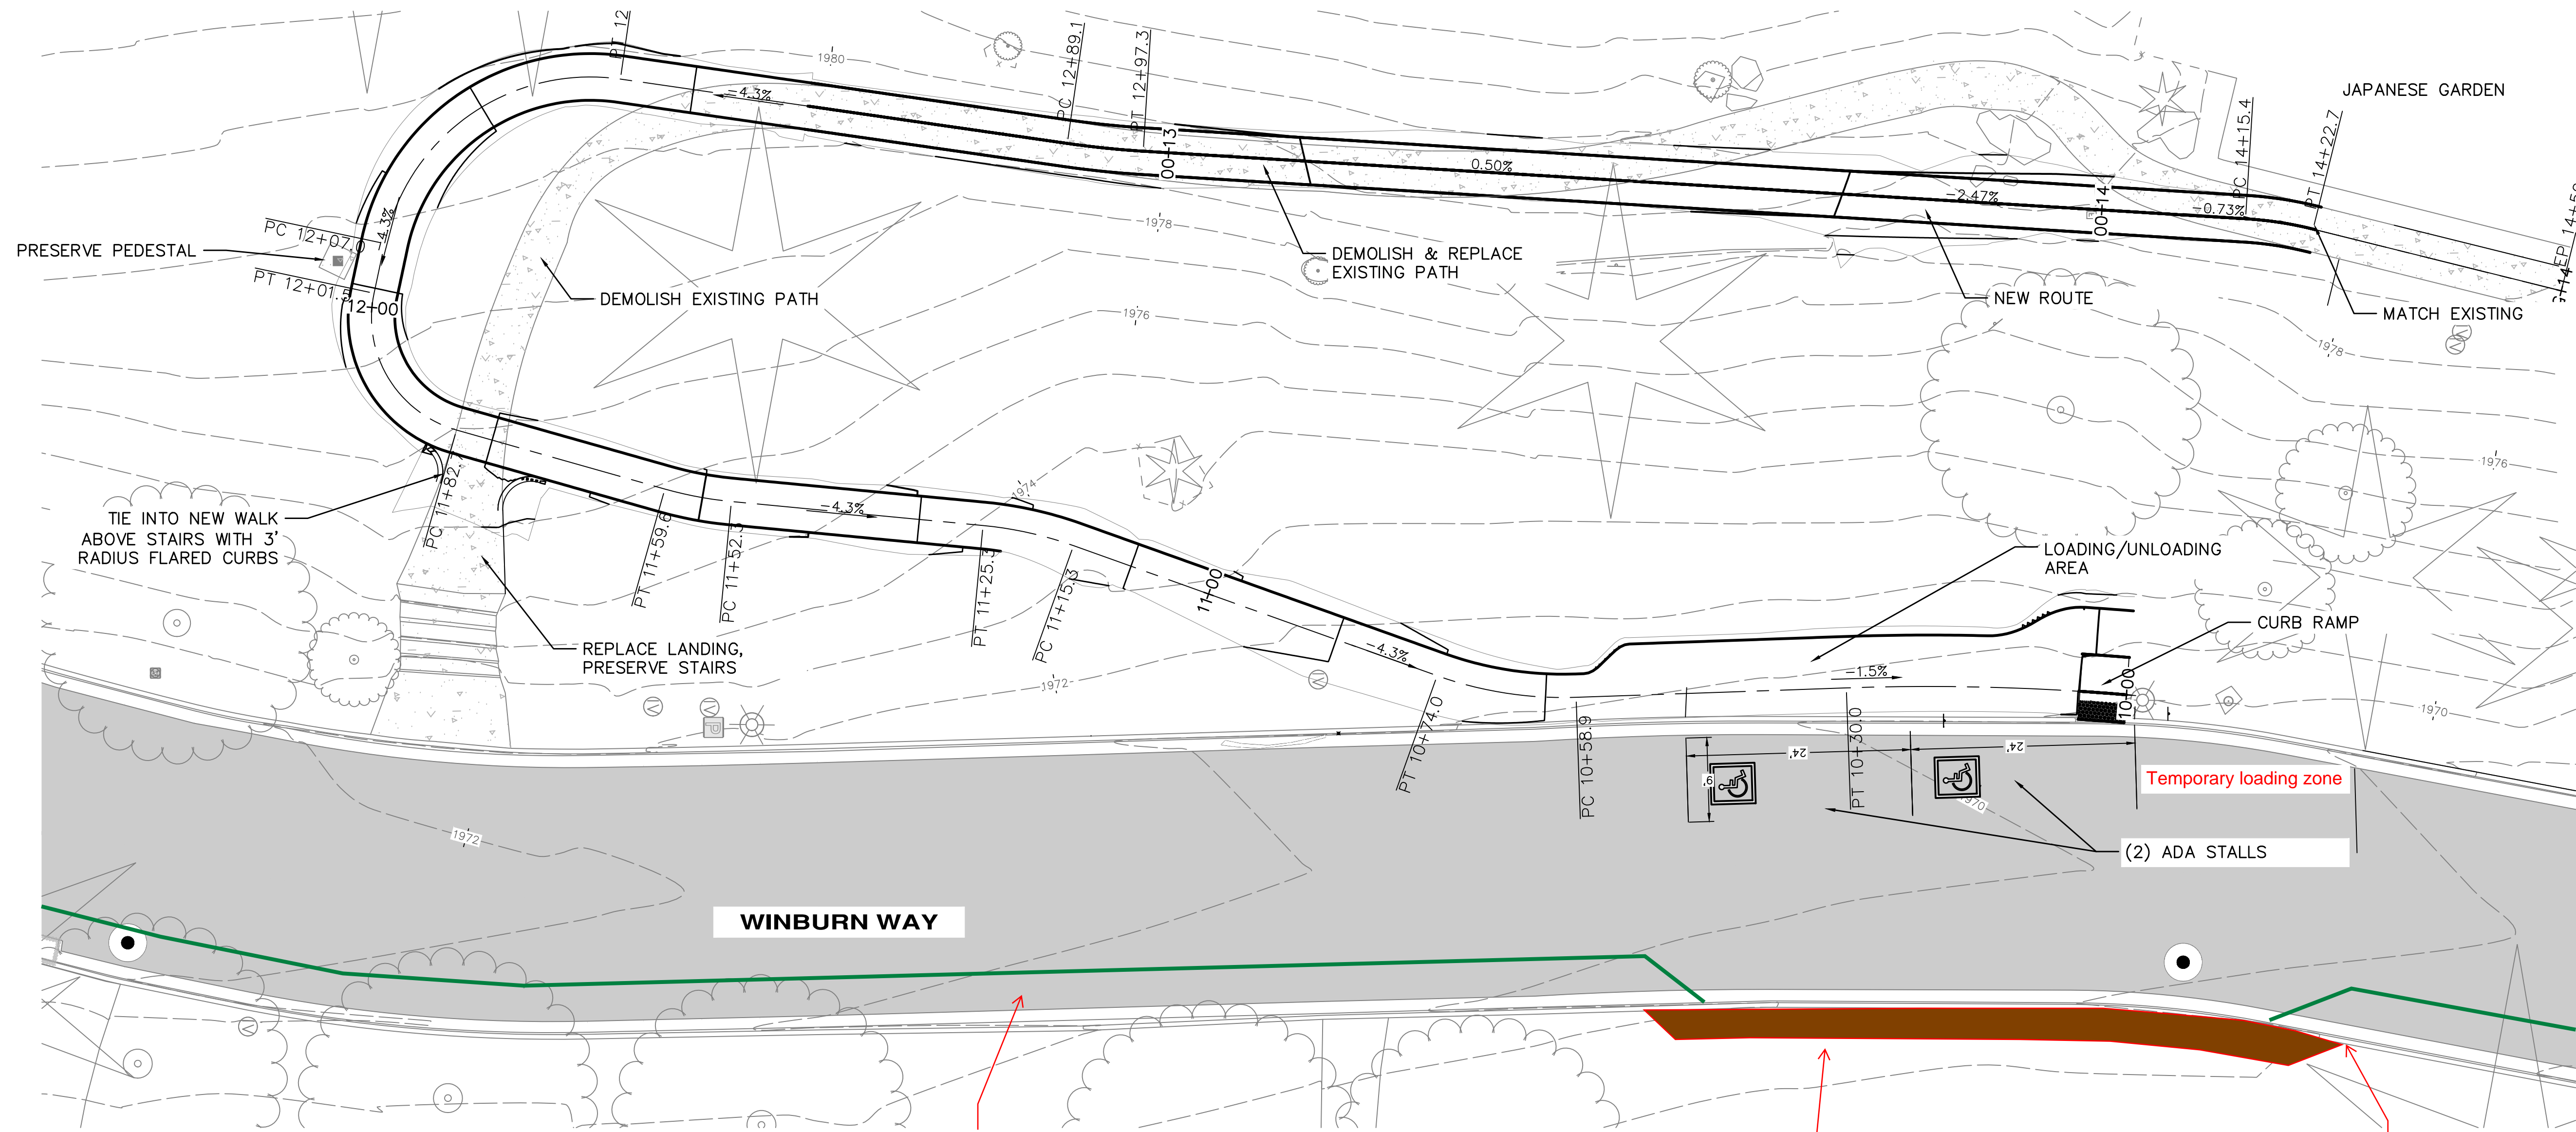 PT 12
1980
PC 12+89.1
PT 12+97.3
JAPANESE GARDEN
PC 14+15.4
PT 14+22.7
-4.3%
00-13
0.50%
-2.47%
00-14
-0.73%
PRESERVE PEDESTAL
PC 12+07.0
-4.3%
PT 12+01.5
12+00
1978
DEMOLISH & REPLACE
EXISTING PATH
DEMOLISH EXISTING PATH
NEW ROUTE
MATCH EXISTING
1976
1978
1976
1974
TIE INTO NEW WALK
ABOVE STAIRS WITH 3'
RADIUS FLARED CURBS
PC 11+82.7
PT 11+59.6
PC 11+52.3
-4.3%
PT 11+25.3
PC 11+15.3
11+00
LOADING/UNLOADING
AREA
CURB RAMP
REPLACE LANDING,
PRESERVE STAIRS
-4.3%
-1.5%
1972
10+00
1970
PT 10+74.0
PC 10+58.9
PT 10+30.0
24'
24'
9'
1970
Temporary loading zone
1972
(2) ADA STALLS
WINBURN WAY